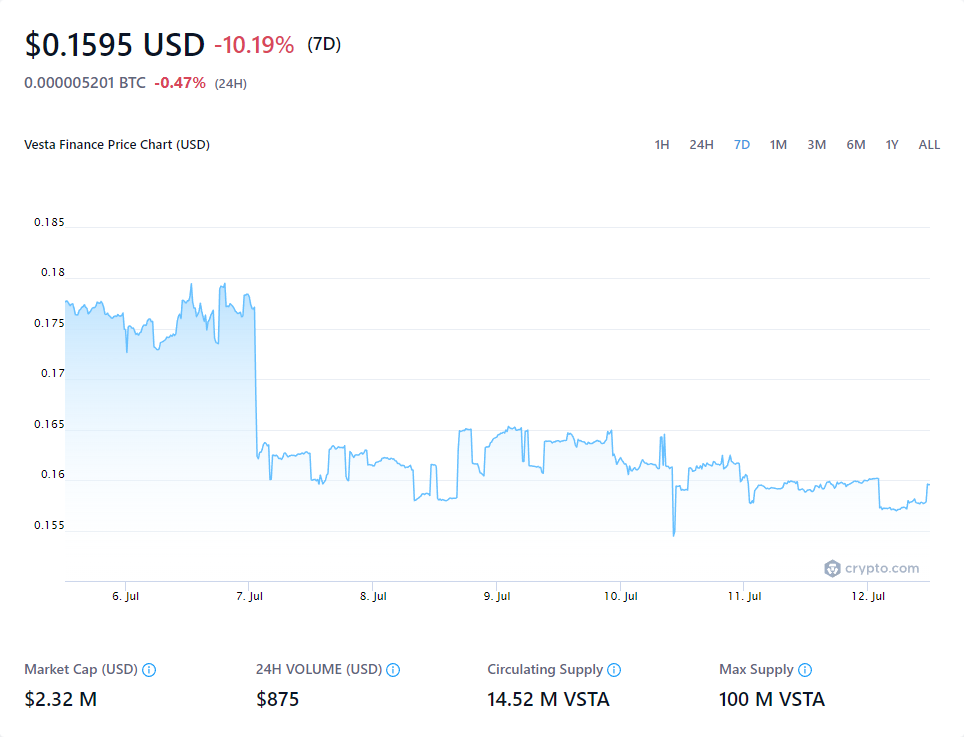 $0.1595 USD -10.19% (7D)
0.000005201 BTC -0.47% (24H)
Vesta Finance Price Chart (USD) 1H 24H 7D 1M 3M 6M 1Y ALL
0.185
0.18
0.175
0.17
0.165
0.16
0.155
crypto.com
6. Jul 7. Jul 8. Jul 9. Jul 10. Jul 11. Jul 12. Jul
Market Cap (USD) 24H VOLUME (USD) Circulating Supply Max Supply
$2.32 M $875 14.52 M VSTA 100 M VSTA